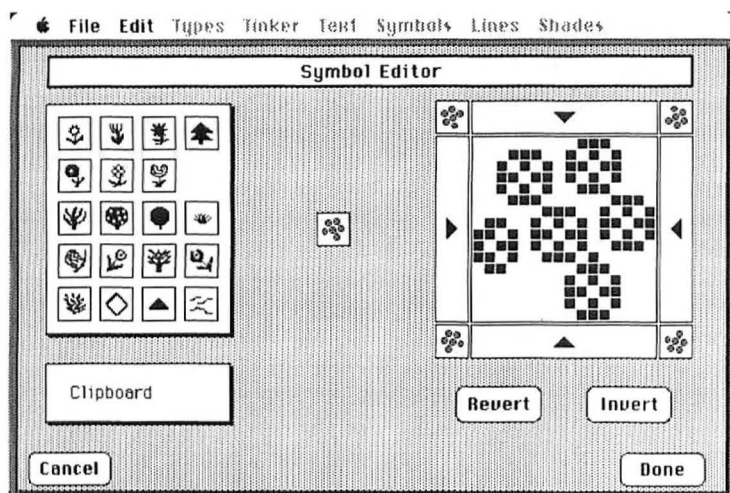 File Edit Types Tinker Text Symbols Lines Shades
Symbol Editor
Clipboard
Revert Invert
Cancel Done